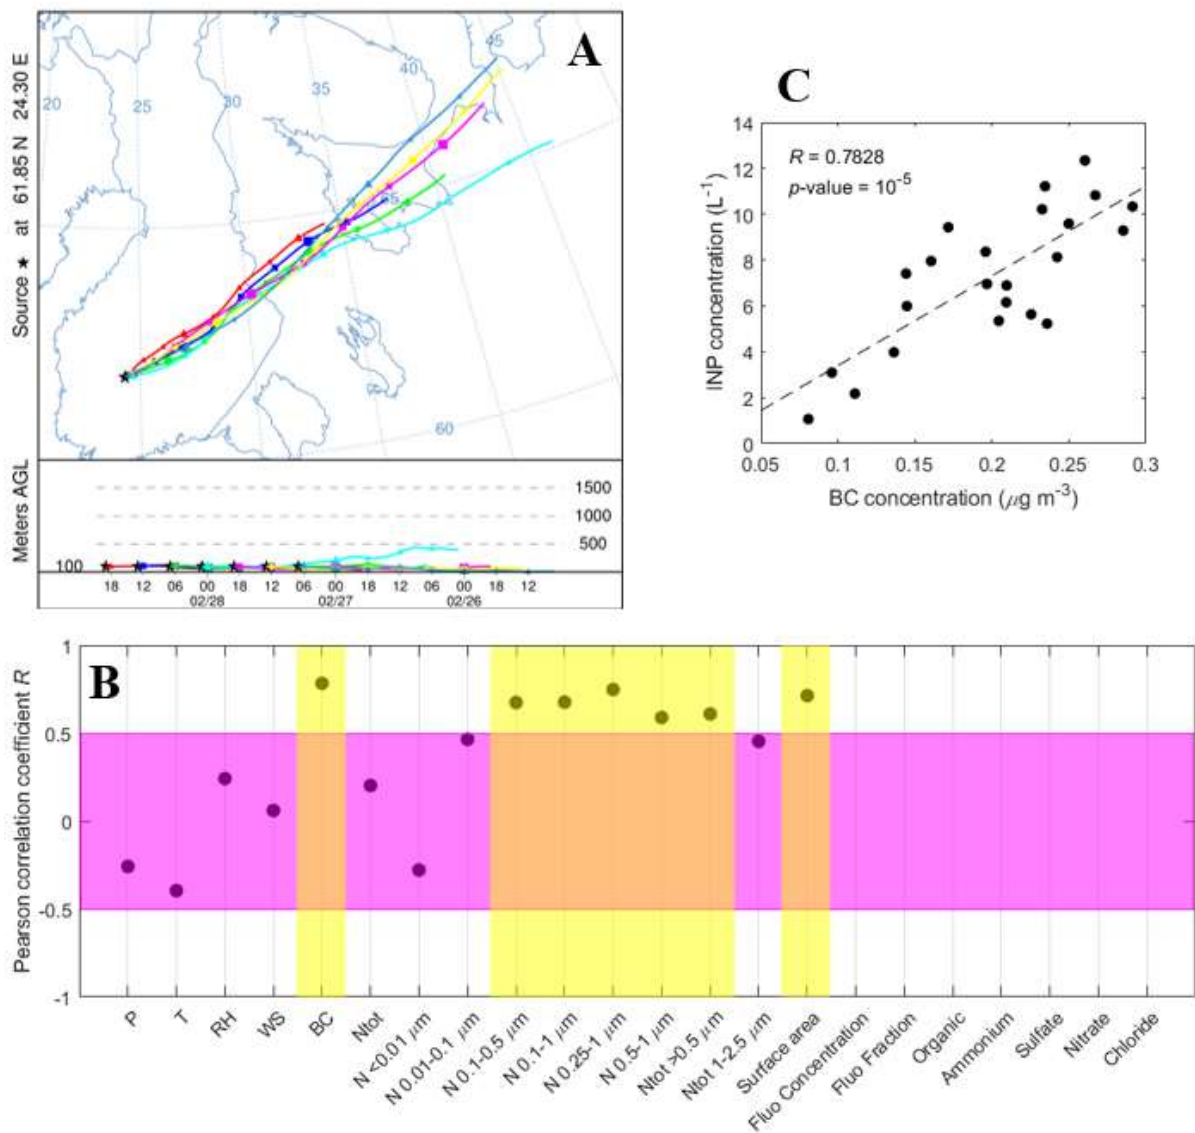 A
Source ★ at 61.85 N 24.30 E
20
25
30
35
40
45
65
60
Meters AGL
1500
1000
500
100
18 12 06 00 18 12 06 00 18 12 06 00 18 12
02/28 02/27 02/26
C
INP concentration (L⁻¹)
14
12
10
8
6
4
2
0
R = 0.7828
p-value = 10⁻⁵
0.05 0.1 0.15 0.2 0.25 0.3
BC concentration (μg m⁻³)
B
Pearson correlation coefficient R
1
0.5
0
-0.5
-1
P
T
RH
WS
BC
Ntot
N <0.01 μm
N 0.01-0.1 μm
N 0.1-0.5 μm
N 0.1-1 μm
N 0.25-1 μm
N 0.5-1 μm
Ntot >0.5 μm
Ntot 1-2.5 μm
Surface area
Fluo Concentration
Fluo Fraction
Organic
Ammonium
Sulfate
Nitrate
Chloride